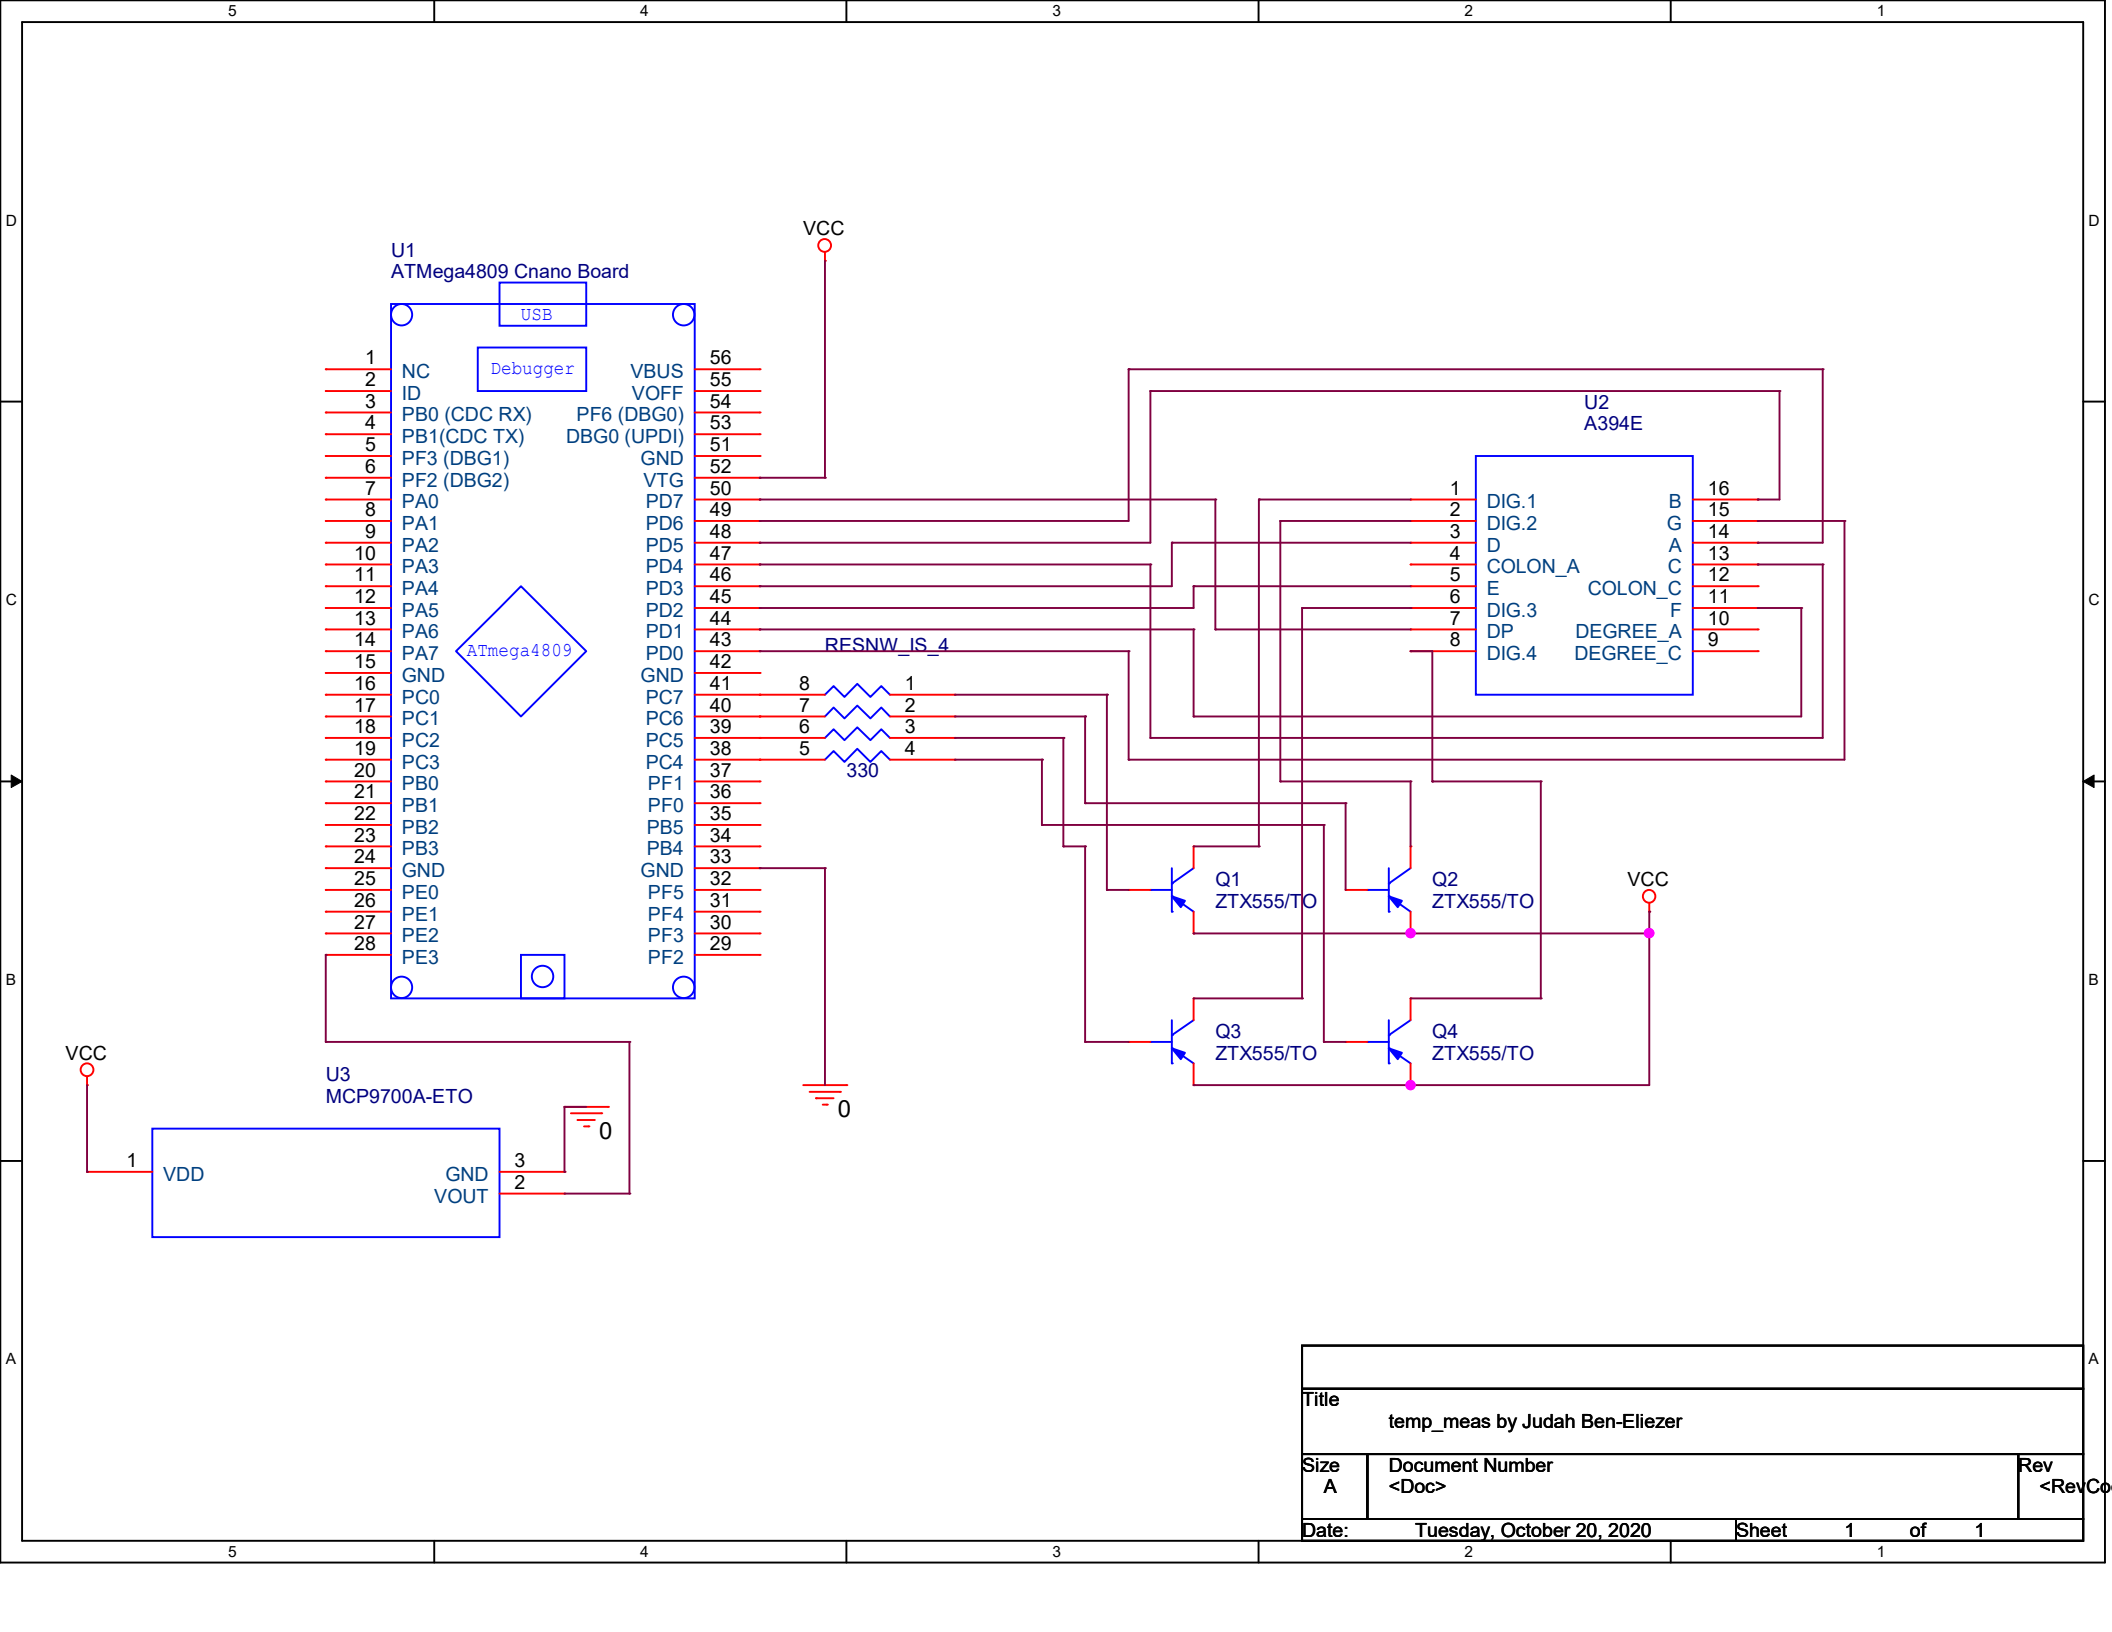 5 4 3 2 1
D D
C C
B B
A A
VCC
U1
ATMega4809 Cnano Board
USB
Debugger
ATmega4809
1 NC VBUS 56
2 ID VOFF 55
3 PB0 (CDC RX) PF6 (DBG0) 54
4 PB1(CDC TX) DBG0 (UPDI) 53
5 PF3 (DBG1) GND 51
6 PF2 (DBG2) VTG 52
7 PA0 PD7 50
8 PA1 PD6 49
9 PA2 PD5 48
10 PA3 PD4 47
11 PA4 PD3 46
12 PA5 PD2 45
13 PA6 PD1 44
14 PA7 PD0 43
15 GND GND 42
16 PC0 PC7 41
17 PC1 PC6 40
18 PC2 PC5 39
19 PC3 PC4 38
20 PB0 PF1 37
21 PB1 PF0 36
22 PB2 PB5 35
23 PB3 PB4 34
24 GND GND 33
25 PE0 PF5 32
26 PE1 PF4 31
27 PE2 PF3 30
28 PE3 PF2 29
RESNW_IS_4
8 1
7 2
6 3
5 4
330
U2
A394E
1 DIG.1 B 16
2 DIG.2 G 15
3 D A 14
4 COLON_A C 13
5 E COLON_C 12
6 DIG.3 F 11
7 DP DEGREE_A 10
8 DIG.4 DEGREE_C 9
Q1
ZTX555/TO
Q2
ZTX555/TO
VCC
Q3
ZTX555/TO
Q4
ZTX555/TO
0
VCC
U3
MCP9700A-ETO
0
1 VDD GND 3
VOUT 2
Title
temp_meas by Judah Ben-Eliezer
Size Document Number Rev
A <Doc> <RevCo
Date: Tuesday, October 20, 2020 Sheet 1 of 1
5 4 3 2 1